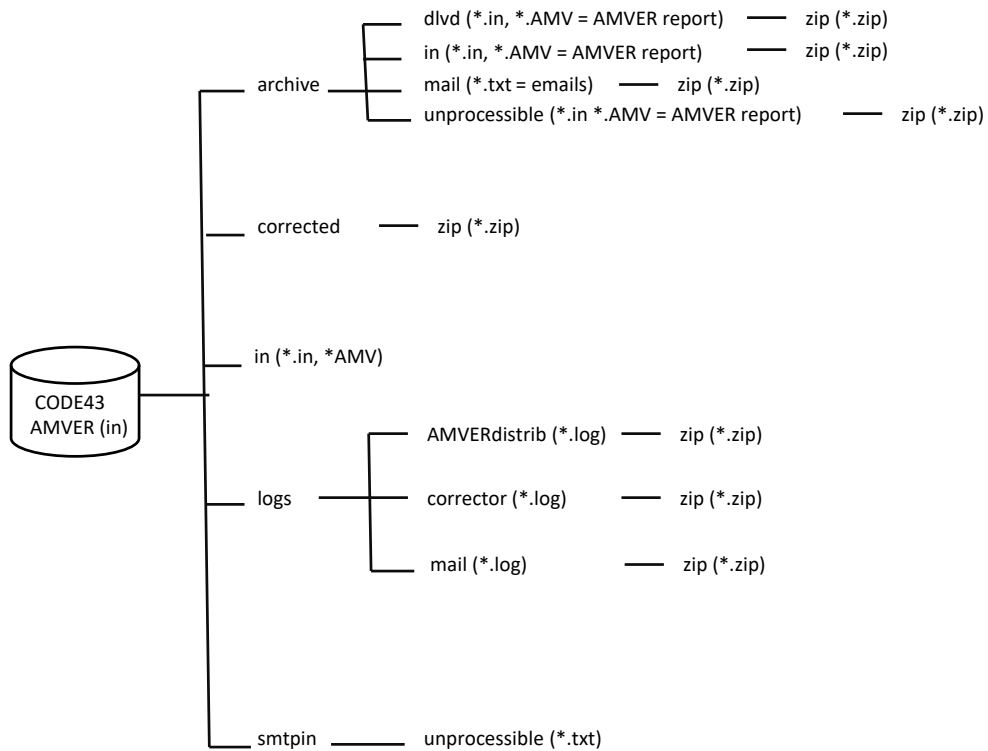 dlvd (*.in, *.AMV = AMVER report) zip (*.zip)
in (*.in, *.AMV = AMVER report) zip (*.zip)
archive mail (*.txt = emails) zip (*.zip)
unprocessible (*.in *.AMV = AMVER report) zip (*.zip)
corrected zip (*.zip)
in (*.in, *AMV)
CODE43
AMVER (in)
AMVERdistrib (*.log) zip (*.zip)
logs corrector (*.log) zip (*.zip)
mail (*.log) zip (*.zip)
smtpin unprocessible (*.txt)